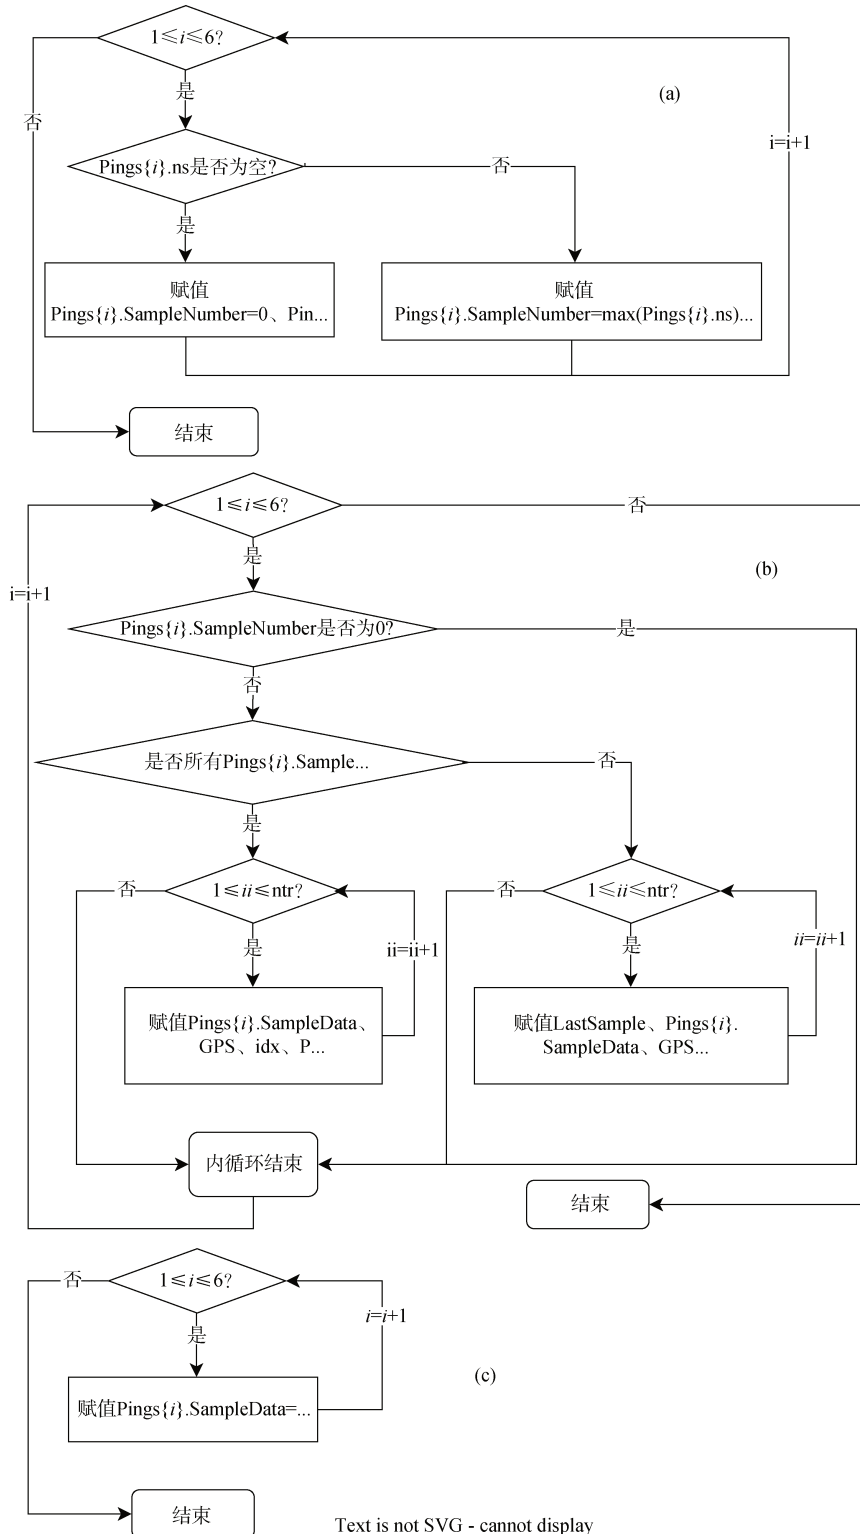 1≤i≤6?
是
否
(a)
i=i+1
Pings{i}.ns是否为空?
否
是
赋值
Pings{i}.SampleNumber=0、Pin...
赋值
Pings{i}.SampleNumber=max(Pings{i}.ns)...
结束
1≤i≤6?
否
是
(b)
i=i+1
Pings{i}.SampleNumber是否为0?
是
否
是否所有Pings{i}.Sample...
否
是
否
1≤ii≤ntr?
否
1≤ii≤ntr?
是
ii=ii+1
是
ii=ii+1
赋值Pings{i}.SampleData、
GPS、idx、P...
赋值LastSample、Pings{i}.
SampleData、GPS...
内循环结束
结束
否
1≤i≤6?
i=i+1
是
(c)
赋值Pings{i}.SampleData=...
结束
Text is not SVG - cannot display